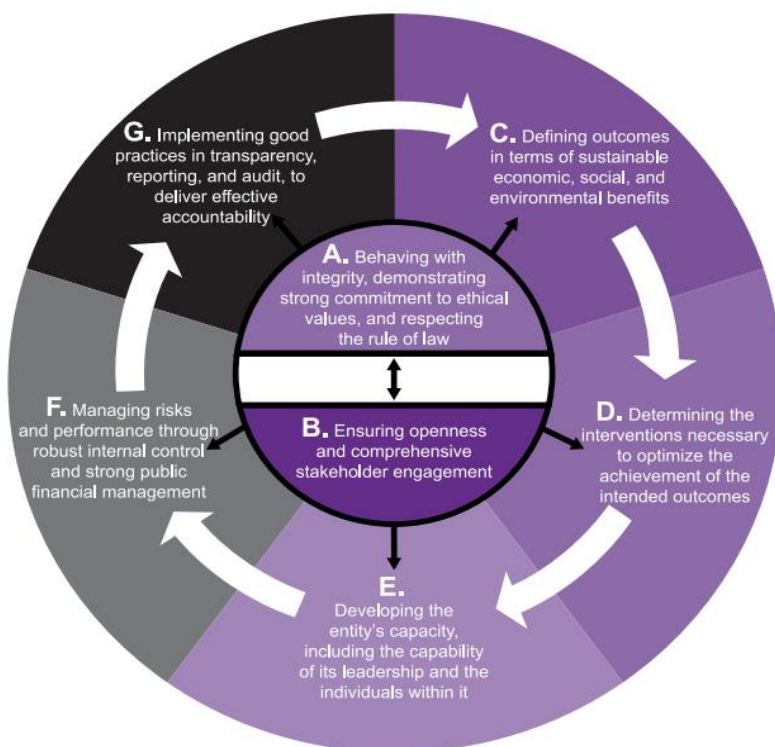 G. Implementing good
practices in transparency,
reporting, and audit, to
deliver effective
accountability
C. Defining outcomes
in terms of sustainable
economic, social, and
environmental benefits
A. Behaving with
integrity, demonstrating
strong commitment to ethical
values, and respecting
the rule of law
F. Managing risks
and performance through
robust internal control
and strong public
financial management
B. Ensuring openness
and comprehensive
stakeholder engagement
D. Determining the
interventions necessary
to optimize the
achievement of the
intended outcomes
E.
Developing the
entity's capacity,
including the capability
of its leadership and the
individuals within it